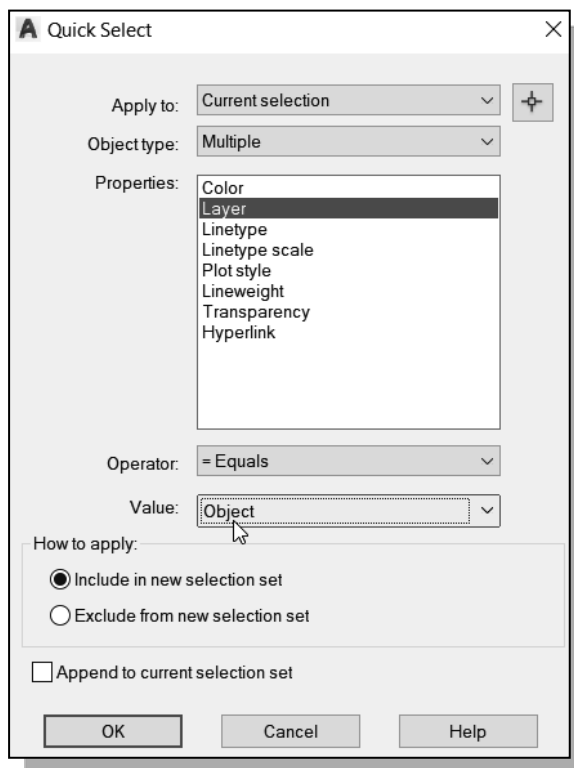 A Quick Select
Apply to: Current selection
Object type: Multiple
Properties: Color
Layer
Linetype
Linetype scale
Plot style
Lineweight
Transparency
Hyperlink
Operator: = Equals
Value: Object
How to apply:
Include in new selection set
Exclude from new selection set
Append to current selection set
OK Cancel Help